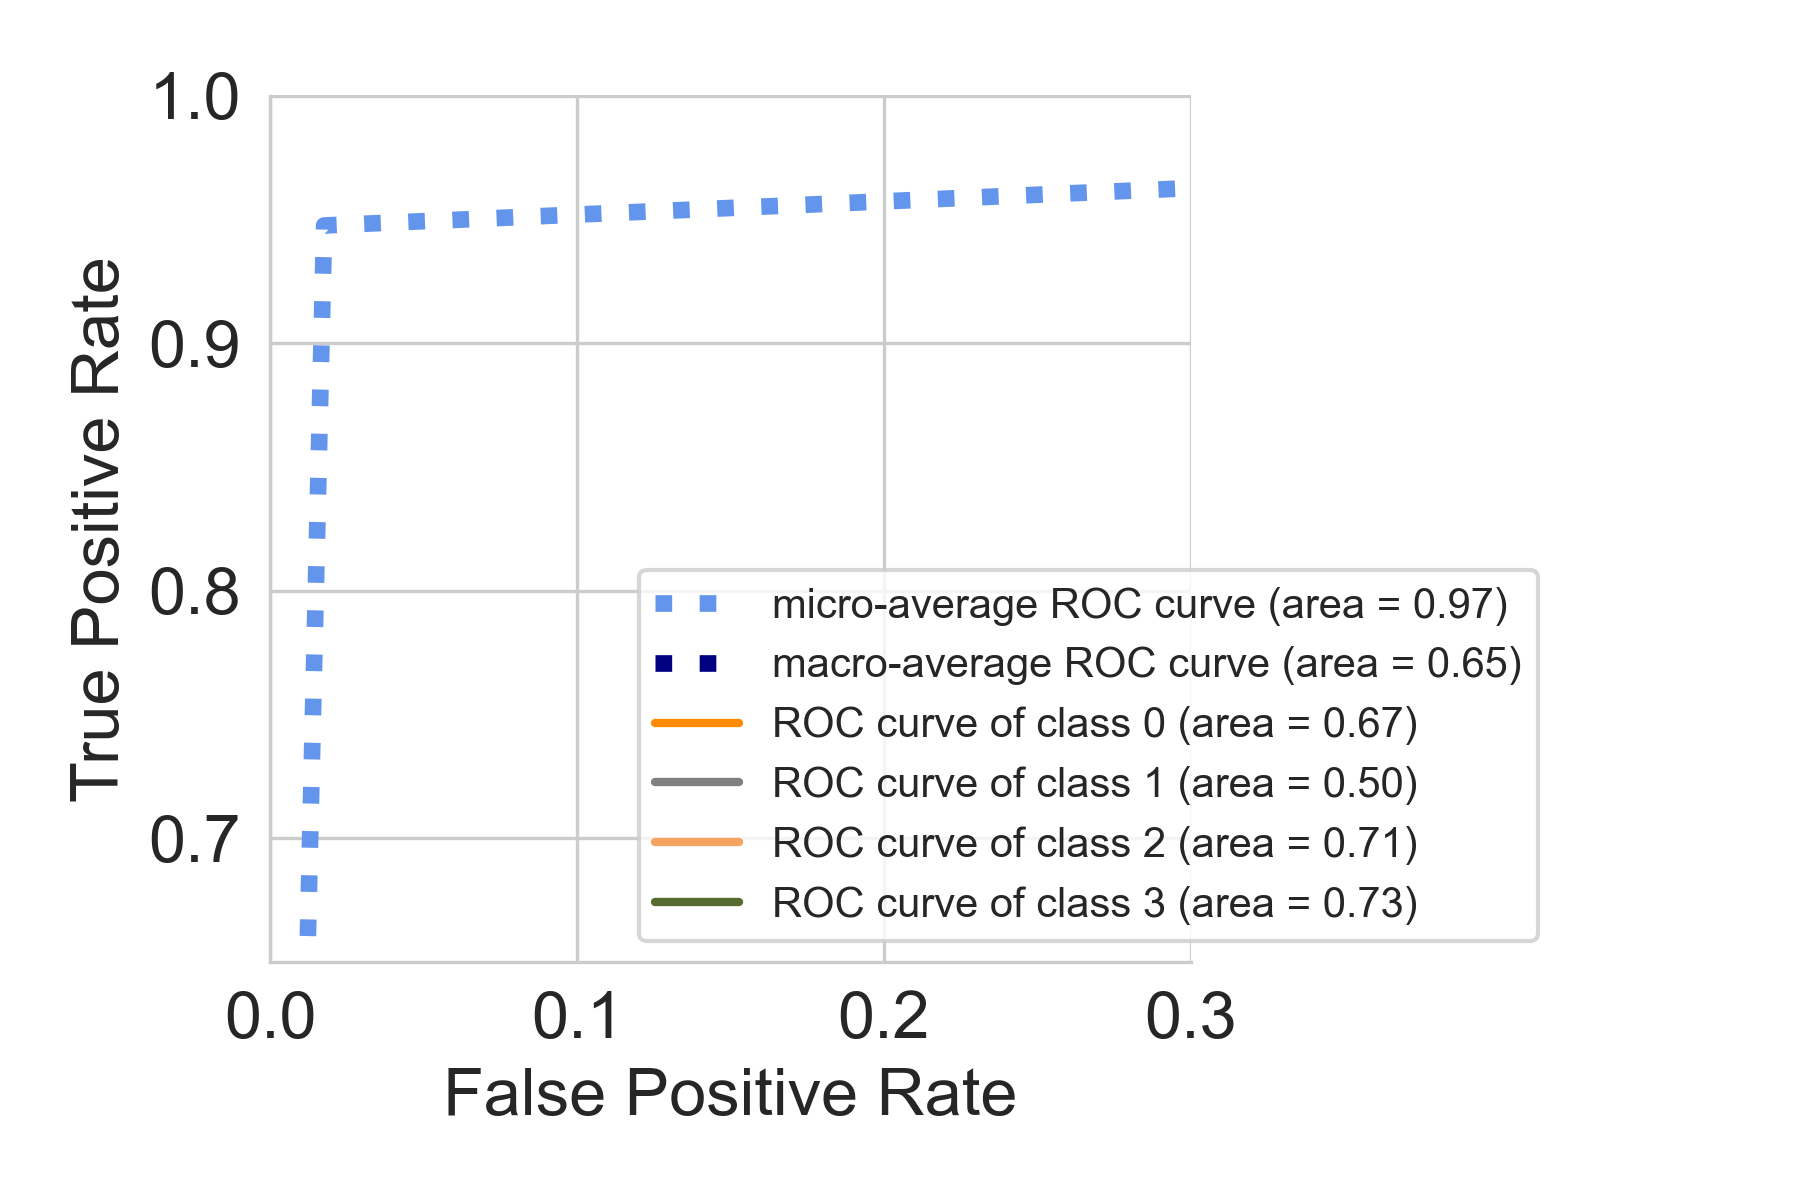 1.0
0.9
0.8
0.7
True Positive Rate
micro-average ROC curve (area = 0.97)
macro-average ROC curve (area = 0.65)
ROC curve of class 0 (area = 0.67)
ROC curve of class 1 (area = 0.50)
ROC curve of class 2 (area = 0.71)
ROC curve of class 3 (area = 0.73)
0.0 0.1 0.2 0.3
False Positive Rate